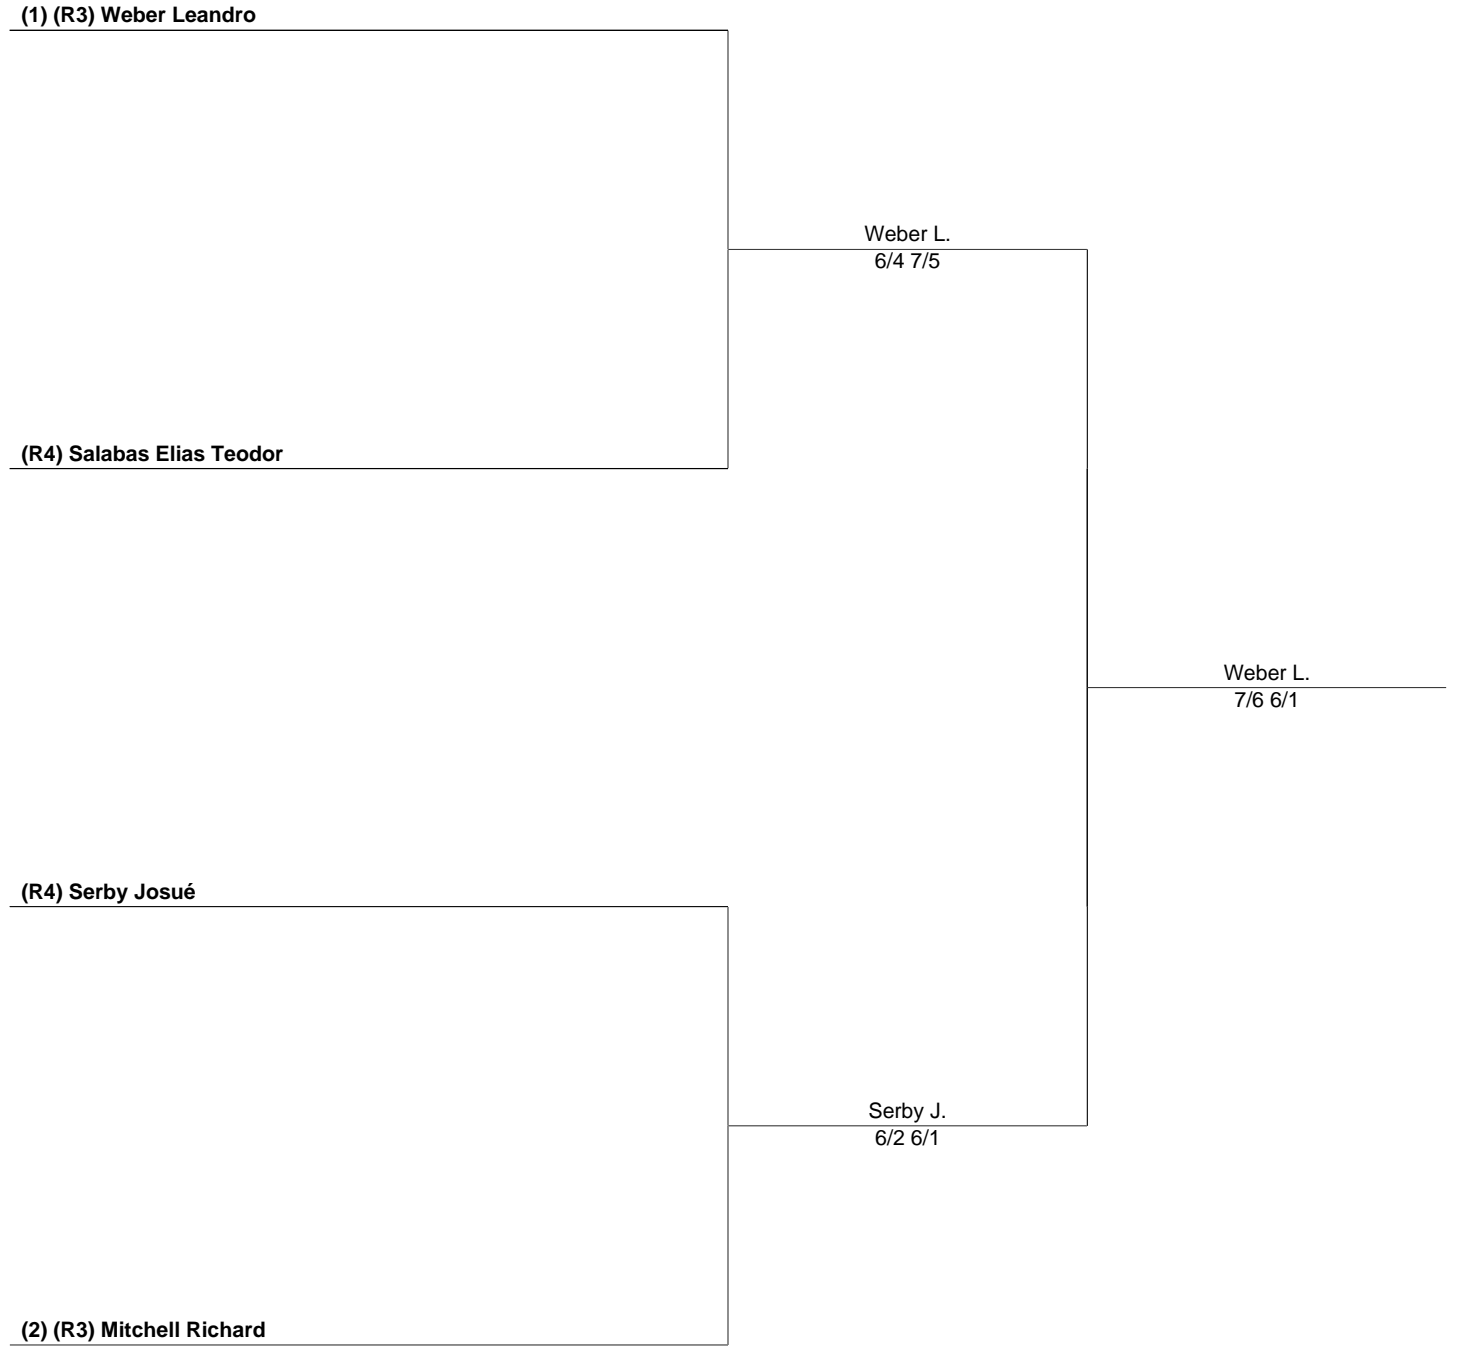 (1) (R3) Weber Leandro
Weber L.
6/4 7/5
(R4) Salabas Elias Teodor
Weber L.
7/6 6/1
(R4) Serby Josué
Serby J.
6/2 6/1
(2) (R3) Mitchell Richard